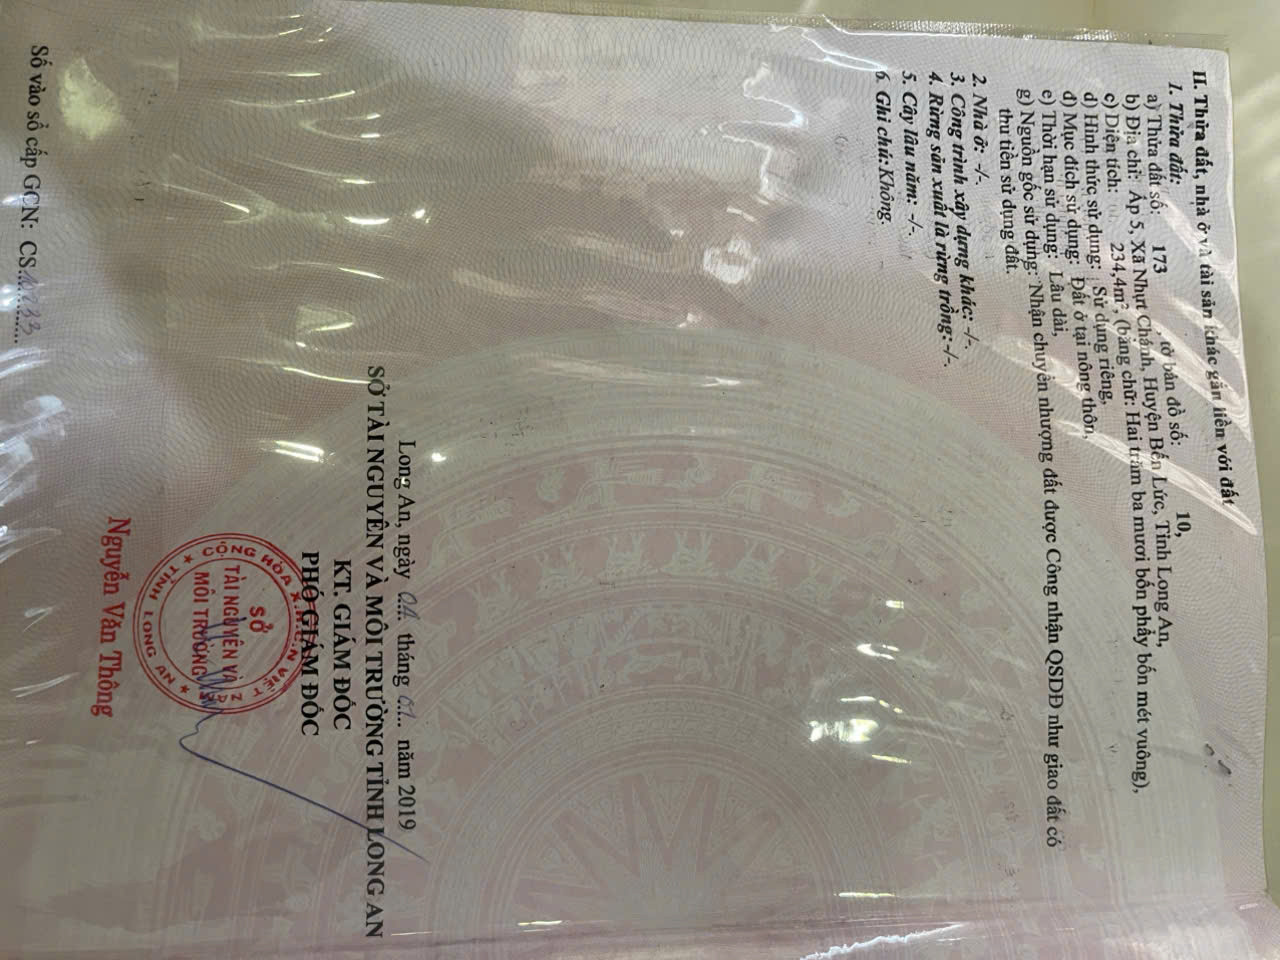 II. Thửa đất, nhà ở và tài sản khác gắn liền với đất
1. Thửa đất:
a) Thửa đất số: 173 , tờ bản đồ số: 10,
b) Địa chỉ: Ấp 5, Xã Nhựt Chánh, Huyện Bến Lức, Tỉnh Long An,
c) Diện tích: 234,4m², (bằng chữ: Hai trăm ba mươi bốn phẩy bốn mét vuông),
d) Hình thức sử dụng: Sử dụng riêng,
đ) Mục đích sử dụng: Đất ở tại nông thôn,
e) Thời hạn sử dụng: Lâu dài,
g) Nguồn gốc sử dụng: Nhận chuyển nhượng đất được Công nhận QSDĐ như giao đất có
thu tiền sử dụng đất.
2. Nhà ở: -/-.
3. Công trình xây dựng khác: -/-.
4. Rừng sản xuất là rừng trồng: -/-.
5. Cây lâu năm: -/-.
6. Ghi chú: Không.
Long An, ngày tháng năm 2019
SỞ TÀI NGUYÊN VÀ MÔI TRƯỜNG TỈNH LONG AN
KT. GIÁM ĐỐC
PHÓ GIÁM ĐỐC
CỘNG HÒA X.H.C.N VIỆT NAM
SỞ
TÀI NGUYÊN VÀ
MÔI TRƯỜNG
TỈNH LONG AN
Nguyễn Văn Thông
Số vào sổ cấp GCN: CS